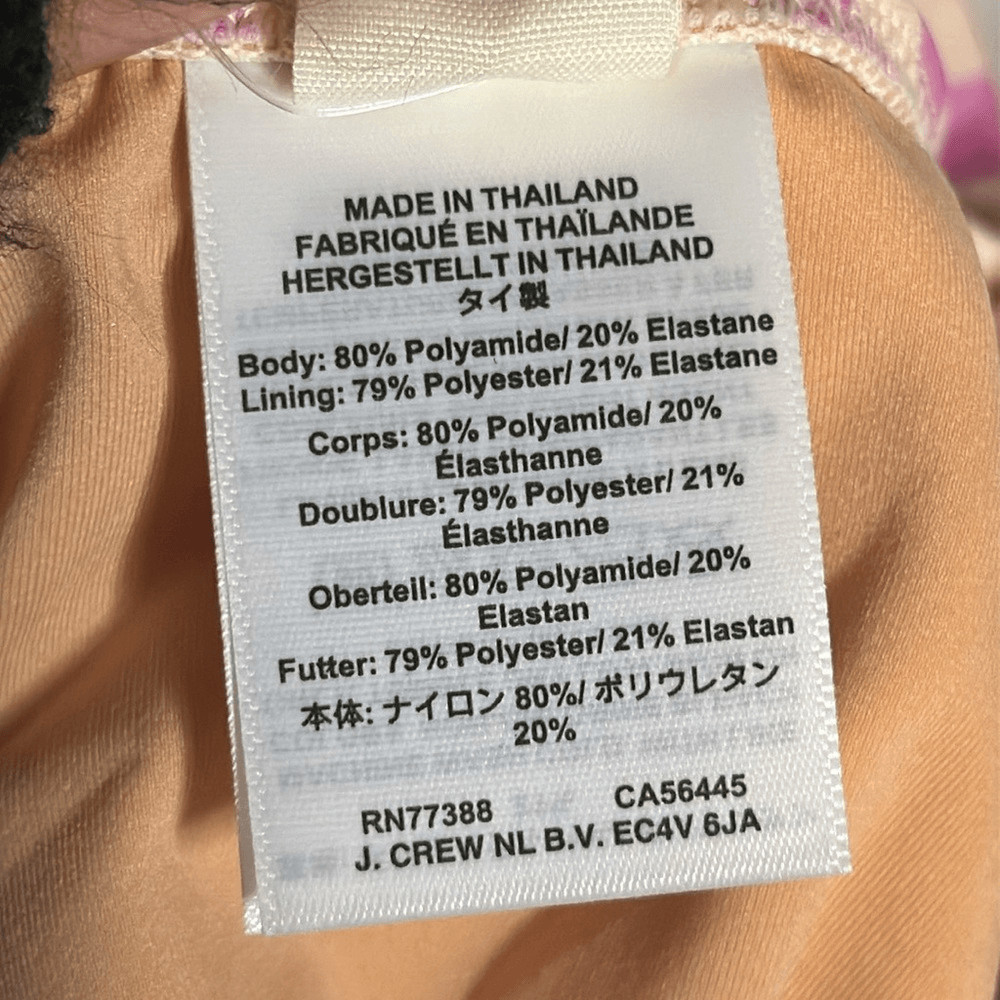 MADE IN THAILAND
FABRIQUÉ EN THAÏLANDE
HERGESTELLT IN THAILAND
タイ製
Body: 80% Polyamide/ 20% Elastane
Lining: 79% Polyester/ 21% Elastane
Corps: 80% Polyamide/ 20%
Élasthanne
Doublure: 79% Polyester/ 21%
Élasthanne
Oberteil: 80% Polyamide/ 20%
Elastan
Futter: 79% Polyester/ 21% Elastan
本体: ナイロン 80%/ ポリウレタン
20%
RN77388 CA56445
J. CREW NL B.V. EC4V 6JA